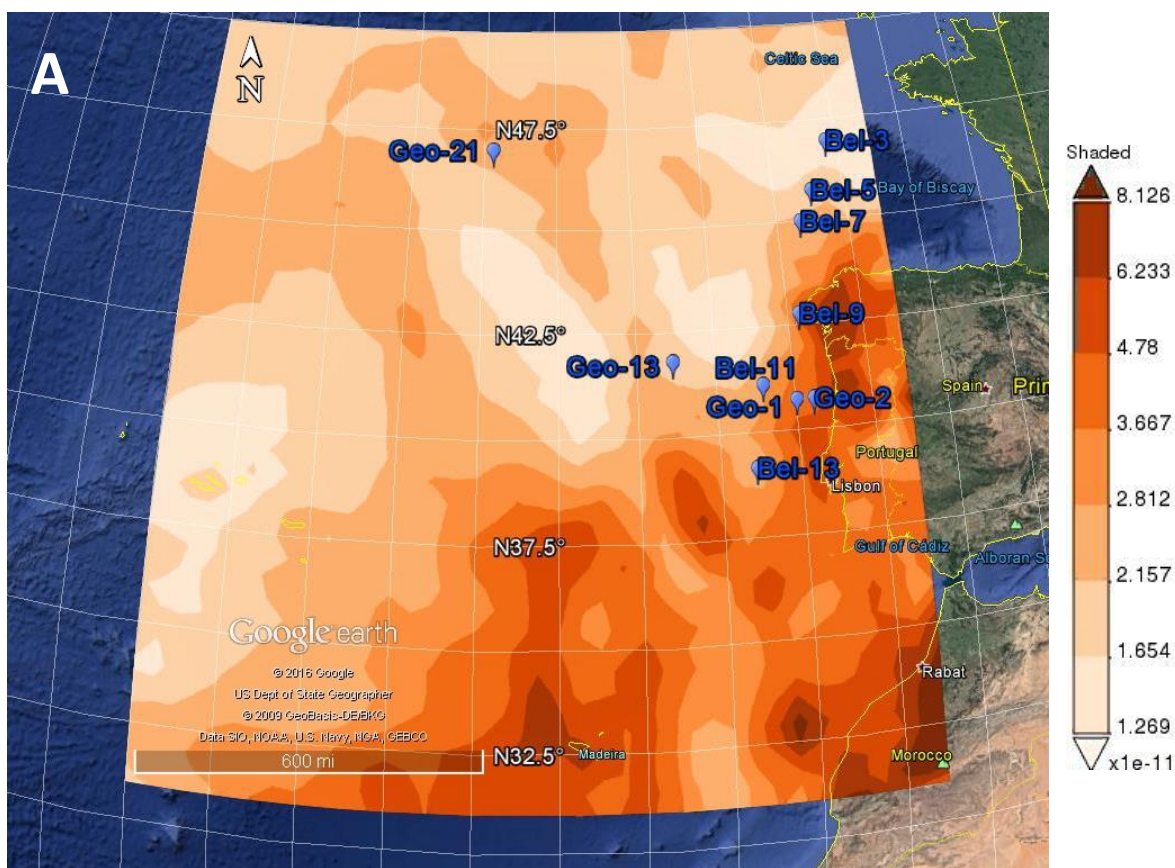 A
N
Celtic Sea
N47.5°
Geo-21
Bel-3
Bel-5
Bay of Biscay
Bel-7
Bel-9
N42.5°
Geo-13
Bel-11
Geo-1
Geo-2
Spain
Prin
Portugal
Bel-13
Lisbon
N37.5°
Gulf of Cádiz
Alboran Se
Google earth
© 2016 Google
US Dept of State Geographer
© 2009 GeoBasis-DE/BKG
Data SIO, NOAA, U.S. Navy, NGA, GEBCO
600 mi
Rabat
N32.5°
Madeira
Morocco
Shaded
8.126
6.233
4.78
3.667
2.812
2.157
1.654
1.269
x1e-11